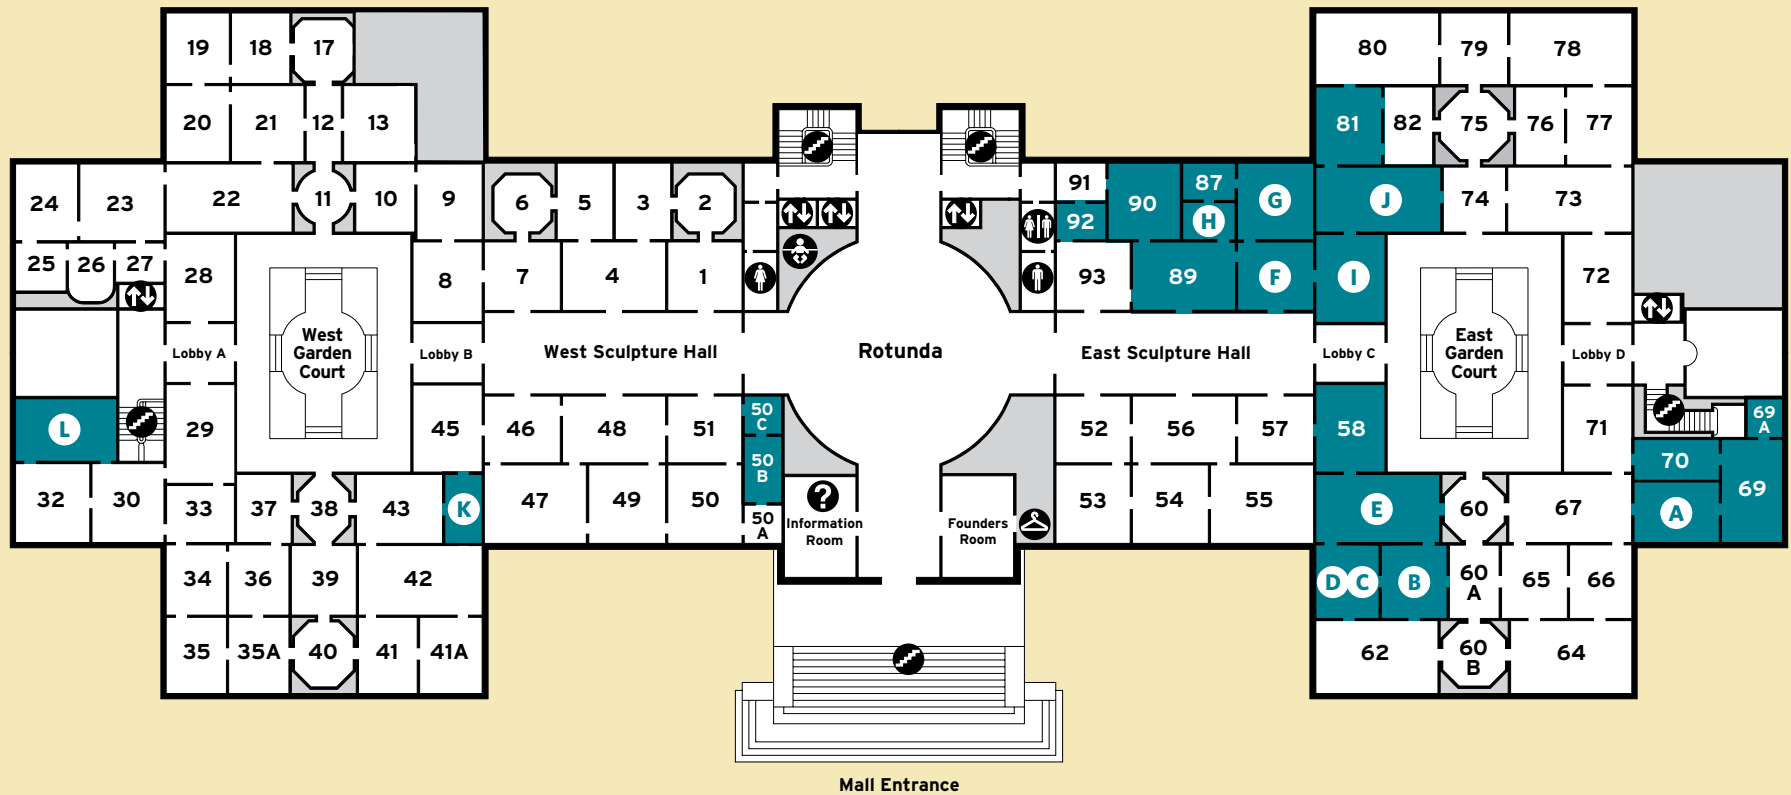 19 18 17
80 79 78
20 21 12 13
81 82 75 76 77
24 23 22 11 10 9 6 5 3 2
91 90 87 G J 74 73
92 H
25 26 27 28 8 7 4 1
93 89 F I 72
Lobby A
West
Garden
Court
Lobby B
West Sculpture Hall
Rotunda
East Sculpture Hall
Lobby C
East
Garden
Court
Lobby D
L 29 45 46 48 51
50
C
52 56 57 58 71
69
A
50
B
70
32 30 33 37 38 43 K 47 49 50
50
A
?
Information
Room
Founders
Room
53 54 55 E 60 67 A 69
34 36 39 42
D C B
60
A
65 66
35 35A 40 41 41A
62
60
B
64
Mall Entrance